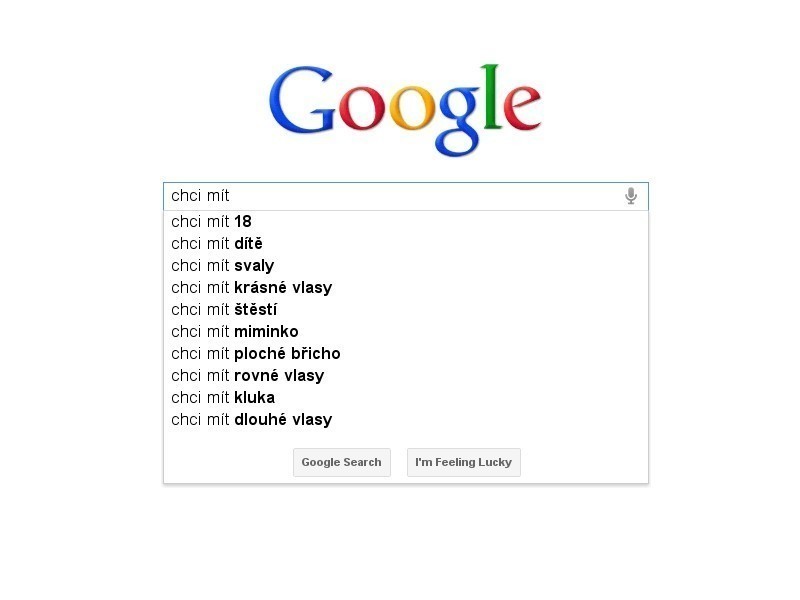 Google
chci mít
chci mít 18
chci mít dítě
chci mít svaly
chci mít krásné vlasy
chci mít štěstí
chci mít miminko
chci mít ploché břicho
chci mít rovné vlasy
chci mít kluka
chci mít dlouhé vlasy
Google Search I'm Feeling Lucky